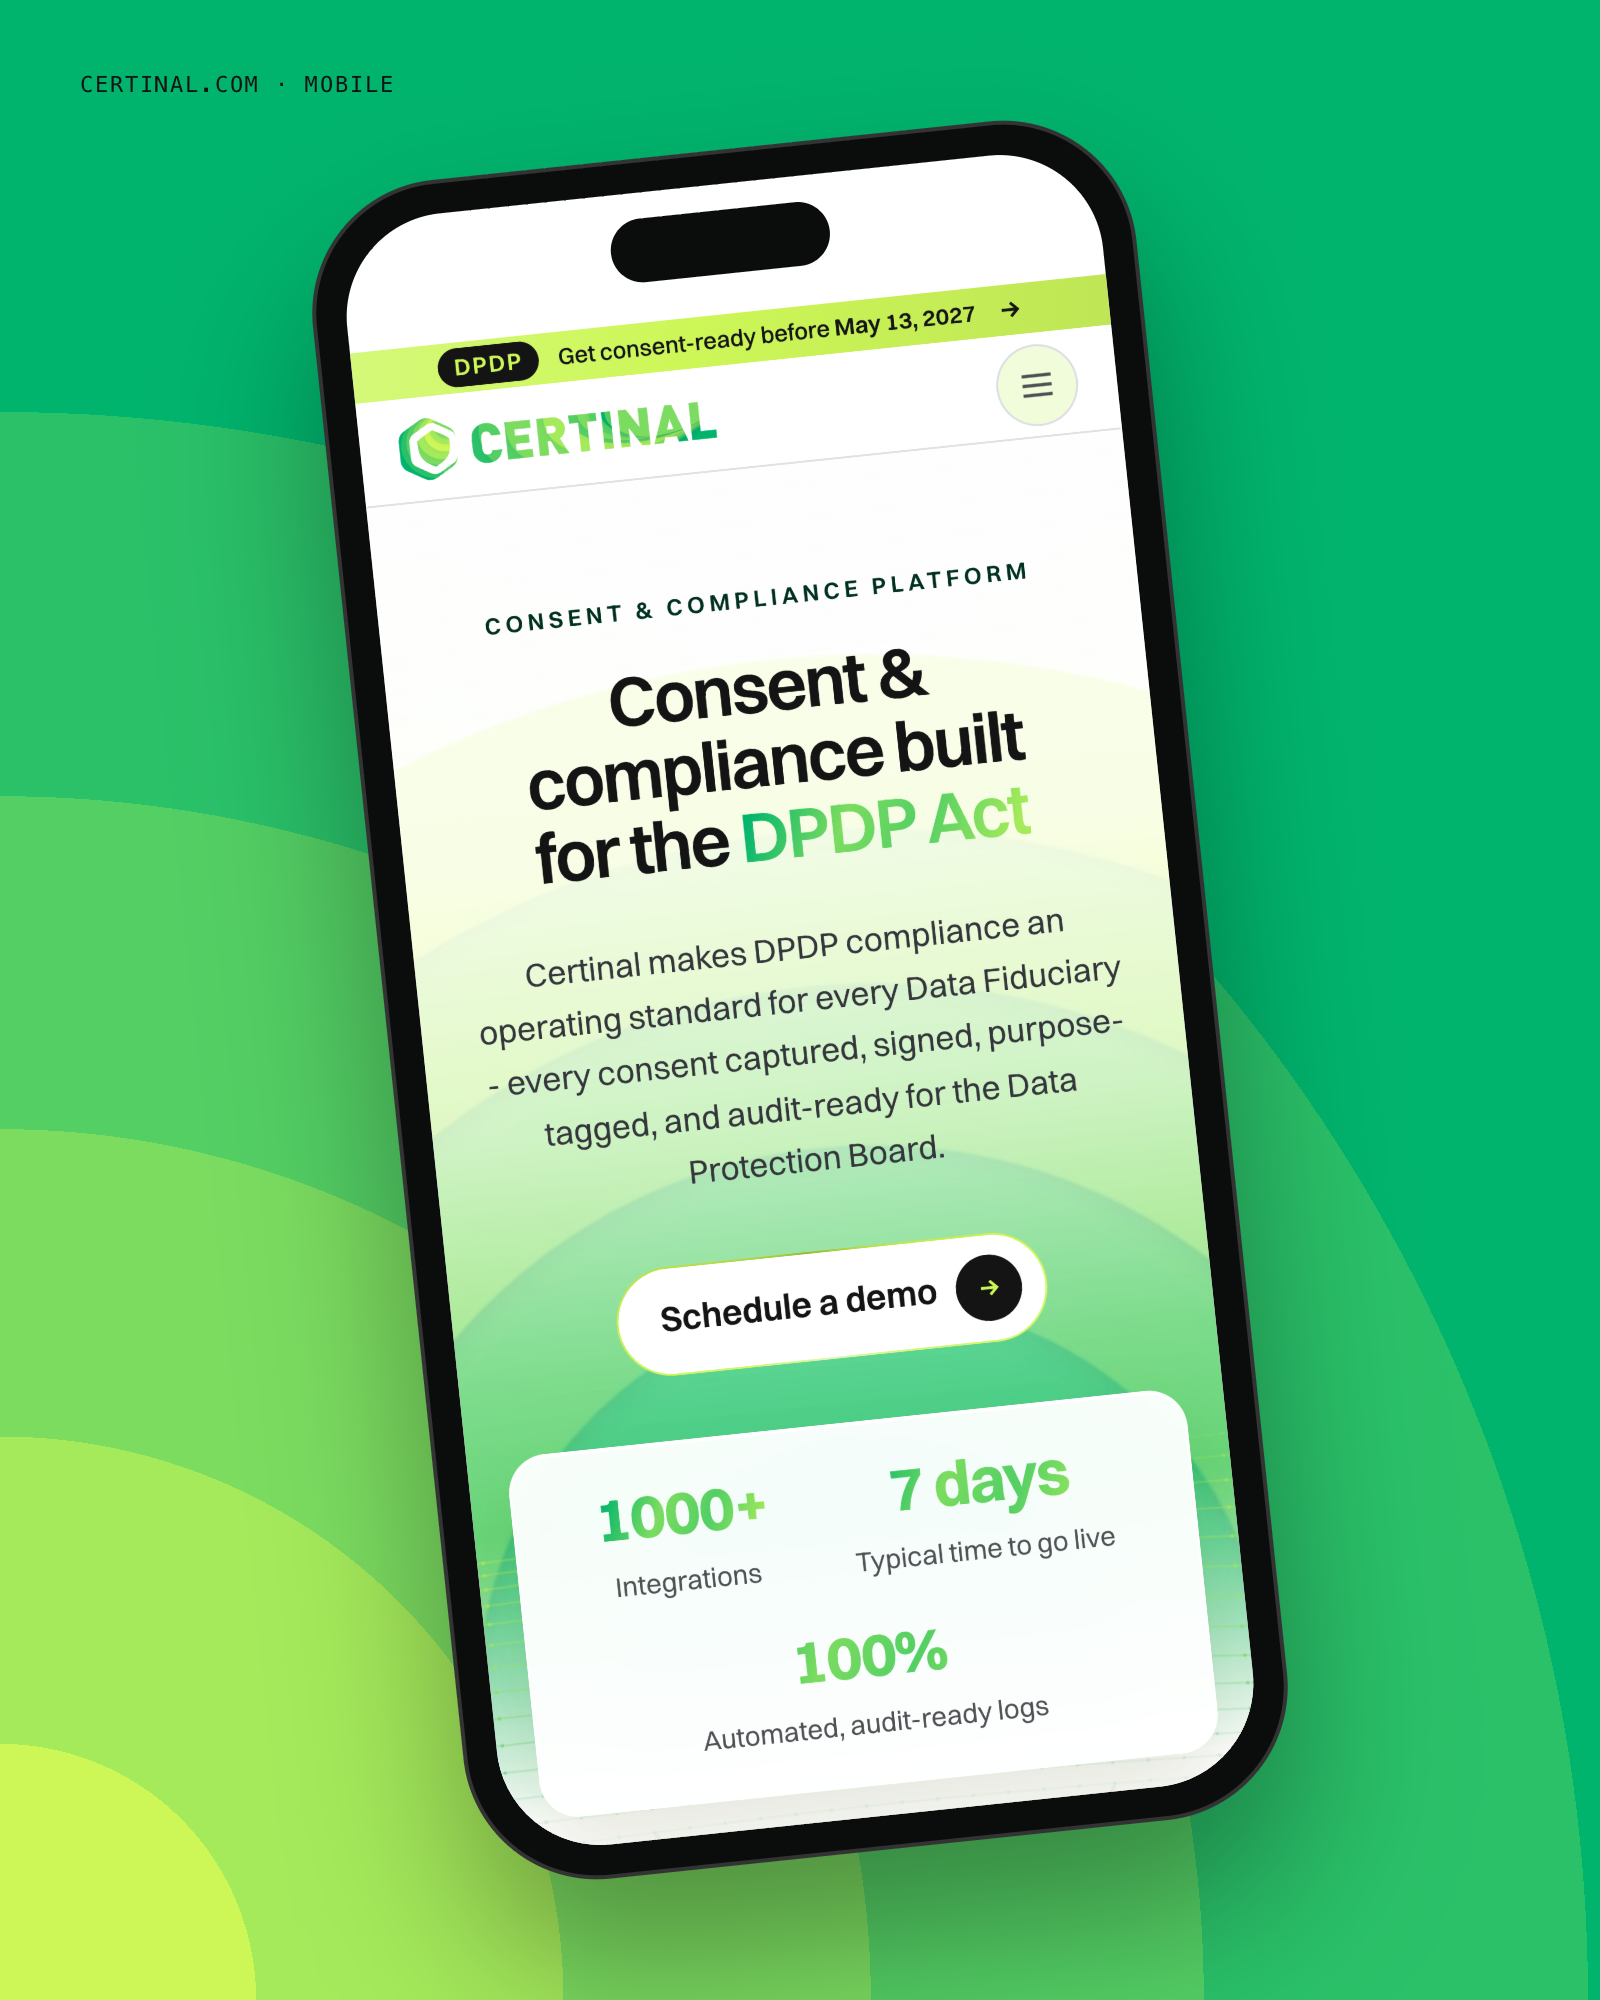 CERTINAL.COM · MOBILE
DPDP Get consent-ready before May 13, 2027 →
CERTINAL
CONSENT & COMPLIANCE PLATFORM
Consent &
compliance built
for the DPDP Act
Certinal makes DPDP compliance an
operating standard for every Data Fiduciary
- every consent captured, signed, purpose-
tagged, and audit-ready for the Data
Protection Board.
Schedule a demo →
1000+
Integrations
7 days
Typical time to go live
100%
Automated, audit-ready logs